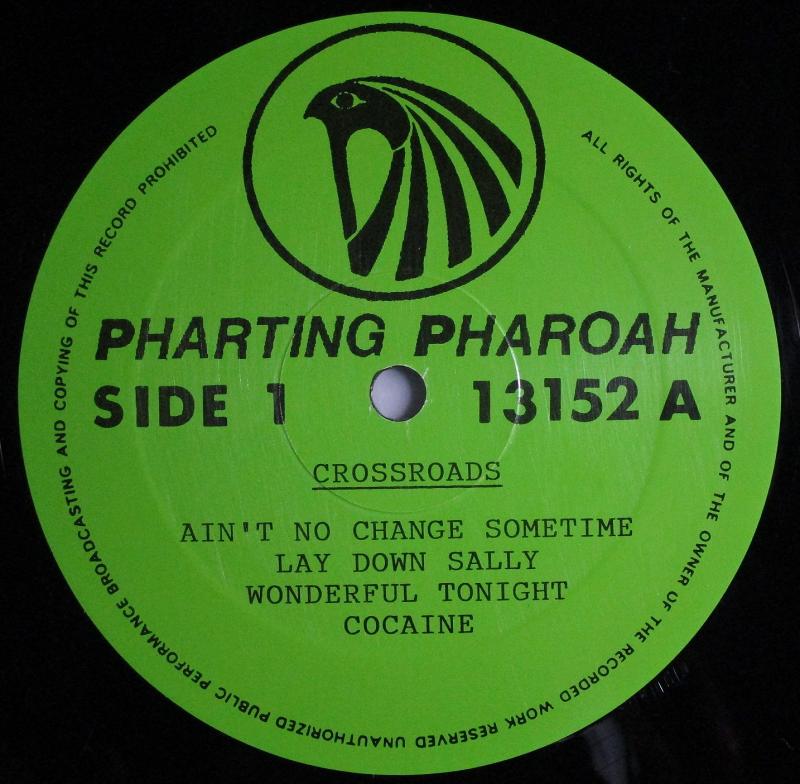 PHARTING PHAROAH
SIDE 1 13152 A
CROSSROADS
AIN'T NO CHANGE SOMETIME
LAY DOWN SALLY
WONDERFUL TONIGHT
COCAINE
ALL RIGHTS OF THE MANUFACTURER AND OF THE OWNER OF THE RECORDED WORK RESERVED UNAUTHORIZED PUBLIC PERFORMANCE BROADCASTING AND COPYING OF THIS RECORD PROHIBITED